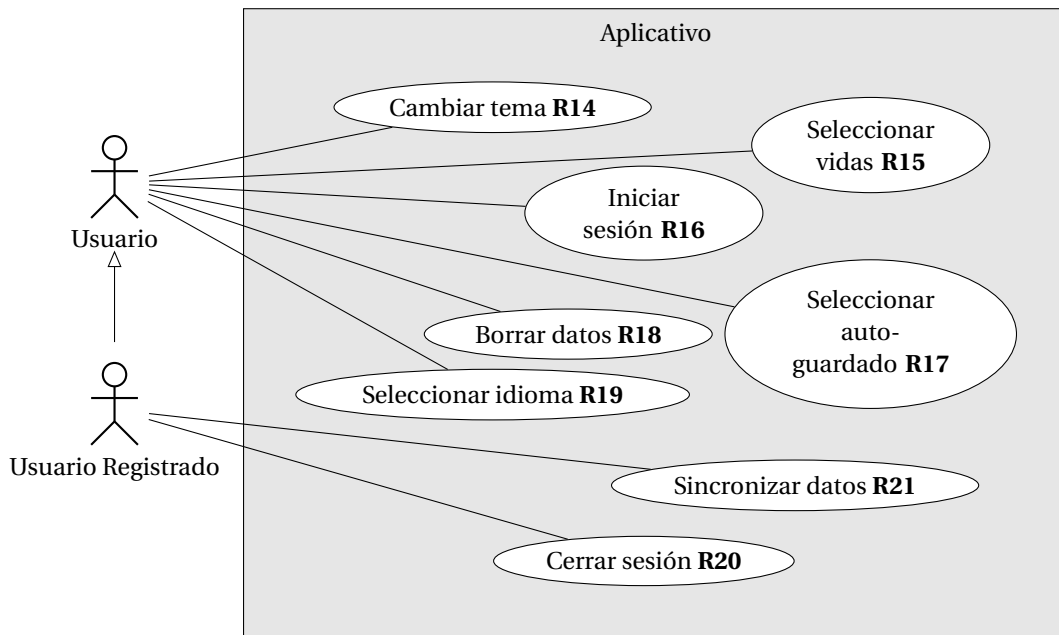 Aplicativo
Cambiar tema R14
Seleccionar
vidas R15
Iniciar
sesión R16
Usuario
Seleccionar
auto-
guardado R17
Borrar datos R18
Seleccionar idioma R19
Usuario Registrado
Sincronizar datos R21
Cerrar sesión R20